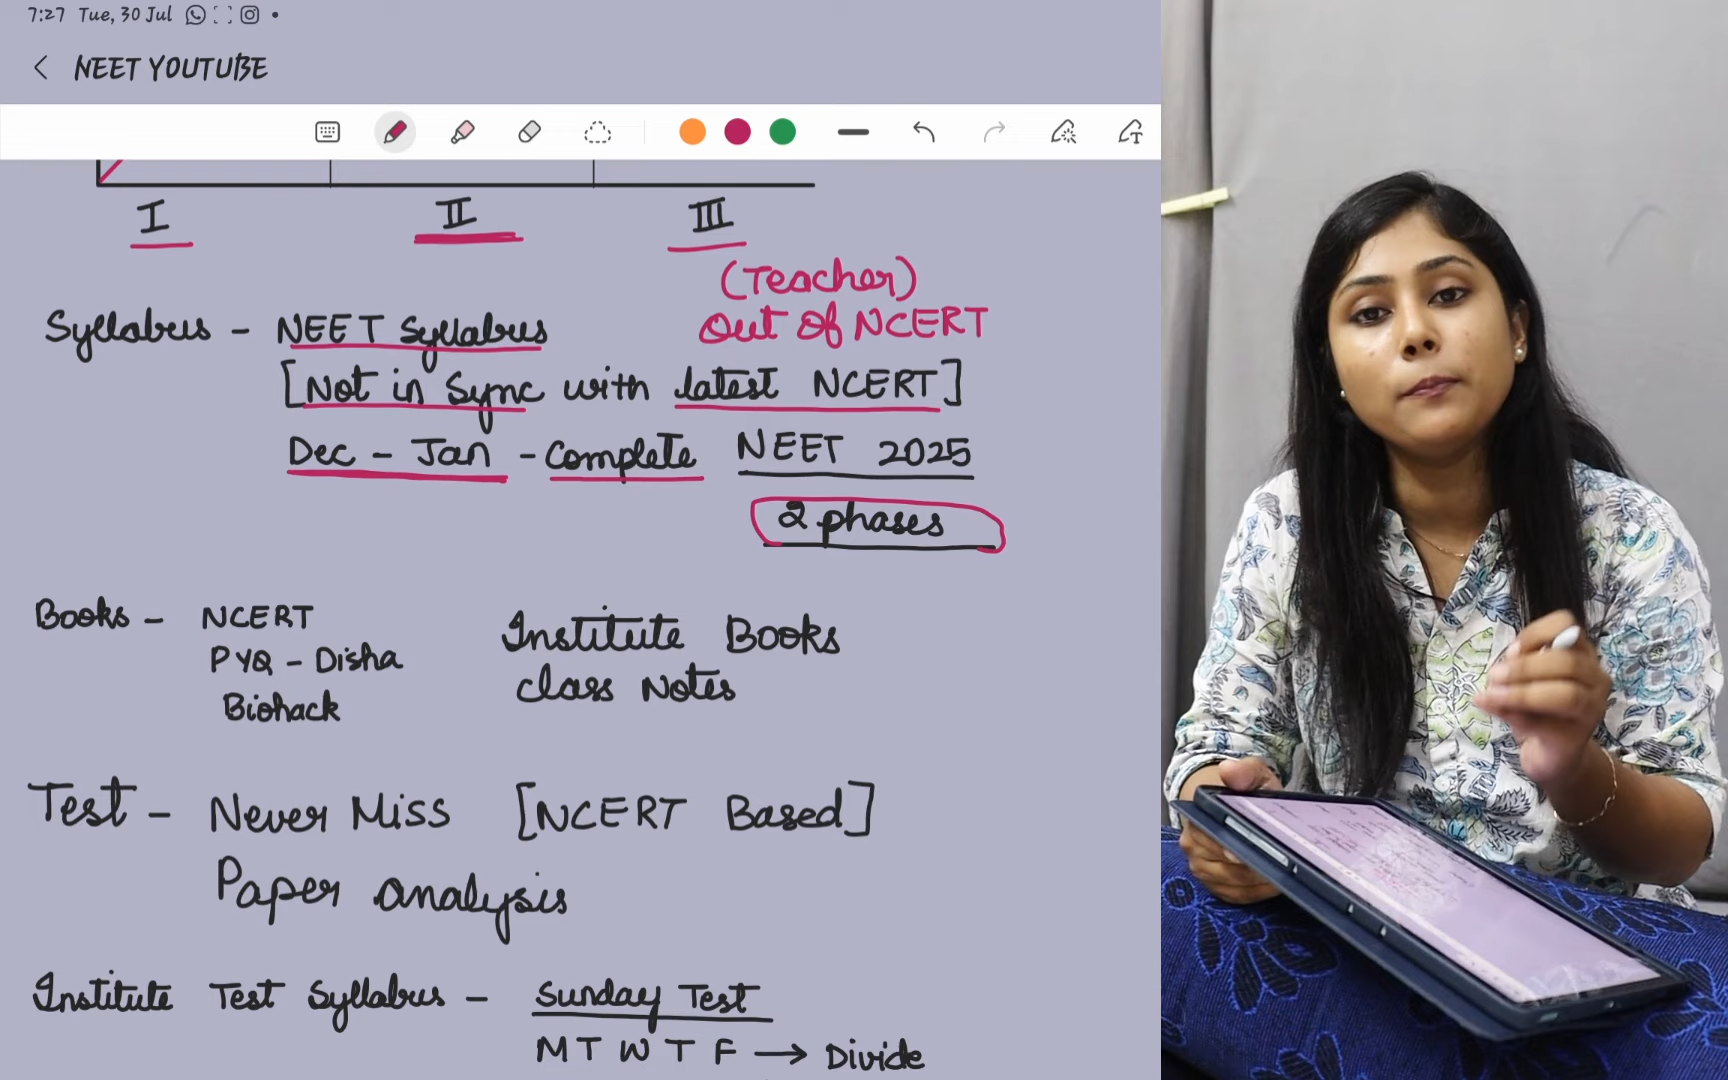 7:27 Tue, 30 Jul
NEET YOUTUBE
I II III
(Teacher)
Out Of NCERT
Syllabus - NEET Syllabus
[Not in Sync with latest NCERT]
Dec - Jan - Complete NEET 2025
2 phases
Books - NCERT
PYQ - Disha
Biohack
Institute Books
Class Notes
Test - Never Miss [NCERT Based]
Paper analysis
Institute Test Syllabus - Sunday Test
M T W T F → Divide